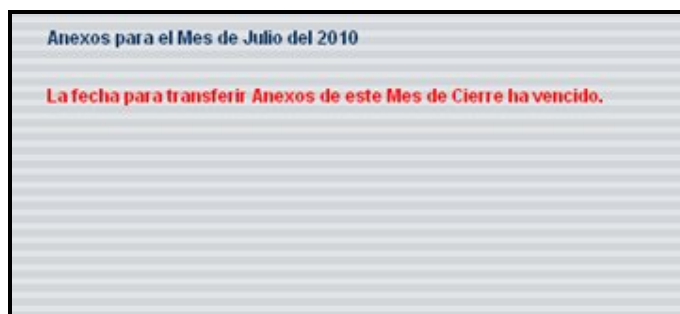 Anexos para el Mes de Julio del 2010
La fecha para transferir Anexos de este Mes de Cierre ha vencido.